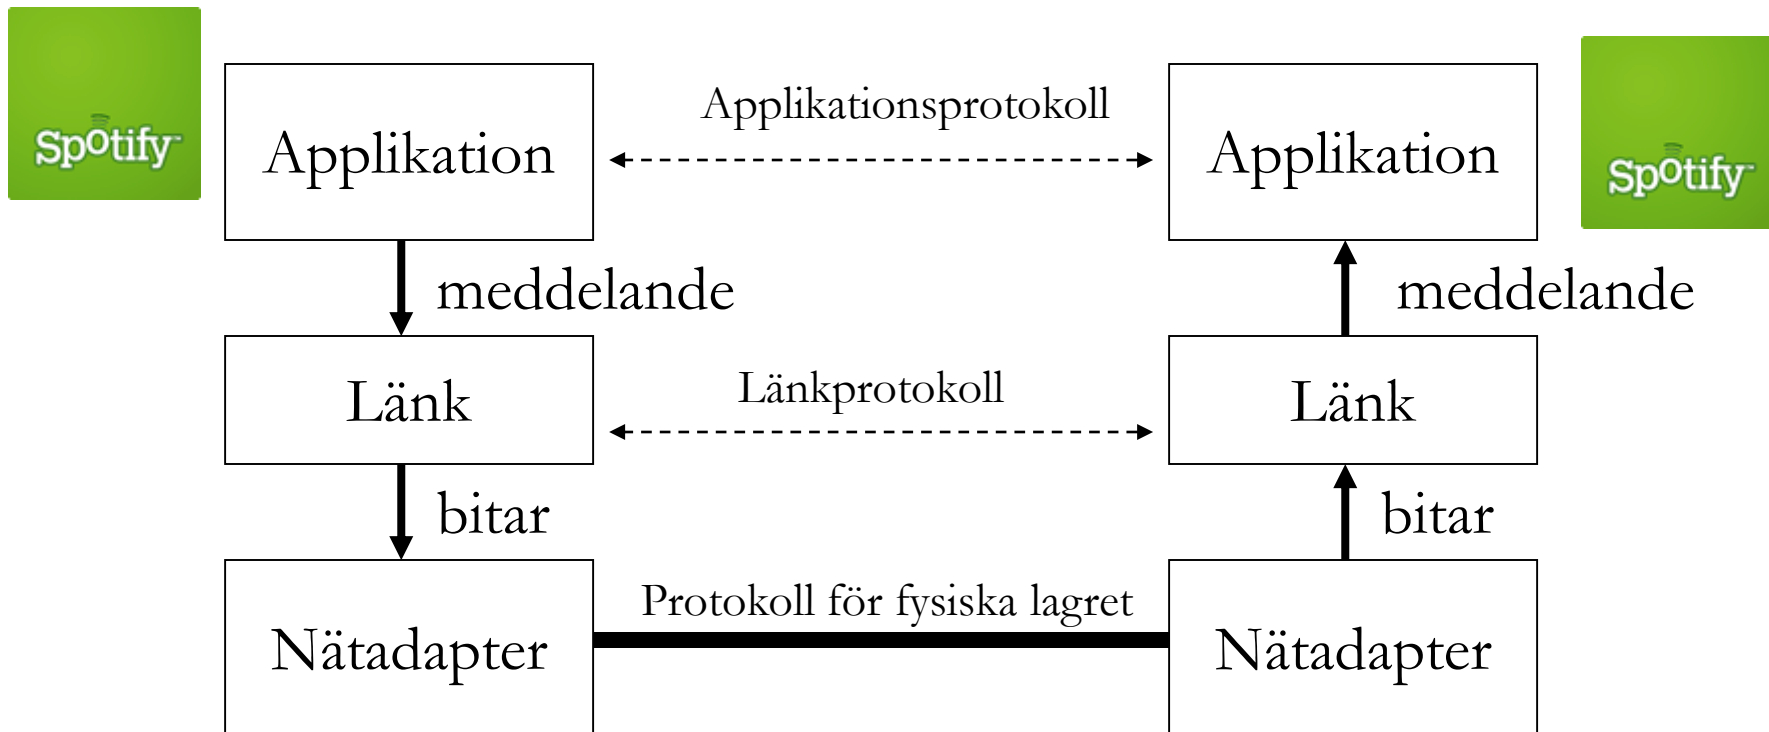 Spotify
Applikation
Applikationsprotokoll
Applikation
Spotify
meddelande
meddelande
Länk
Länkprotokoll
Länk
bitar
bitar
Nätadapter
Protokoll för fysiska lagret
Nätadapter